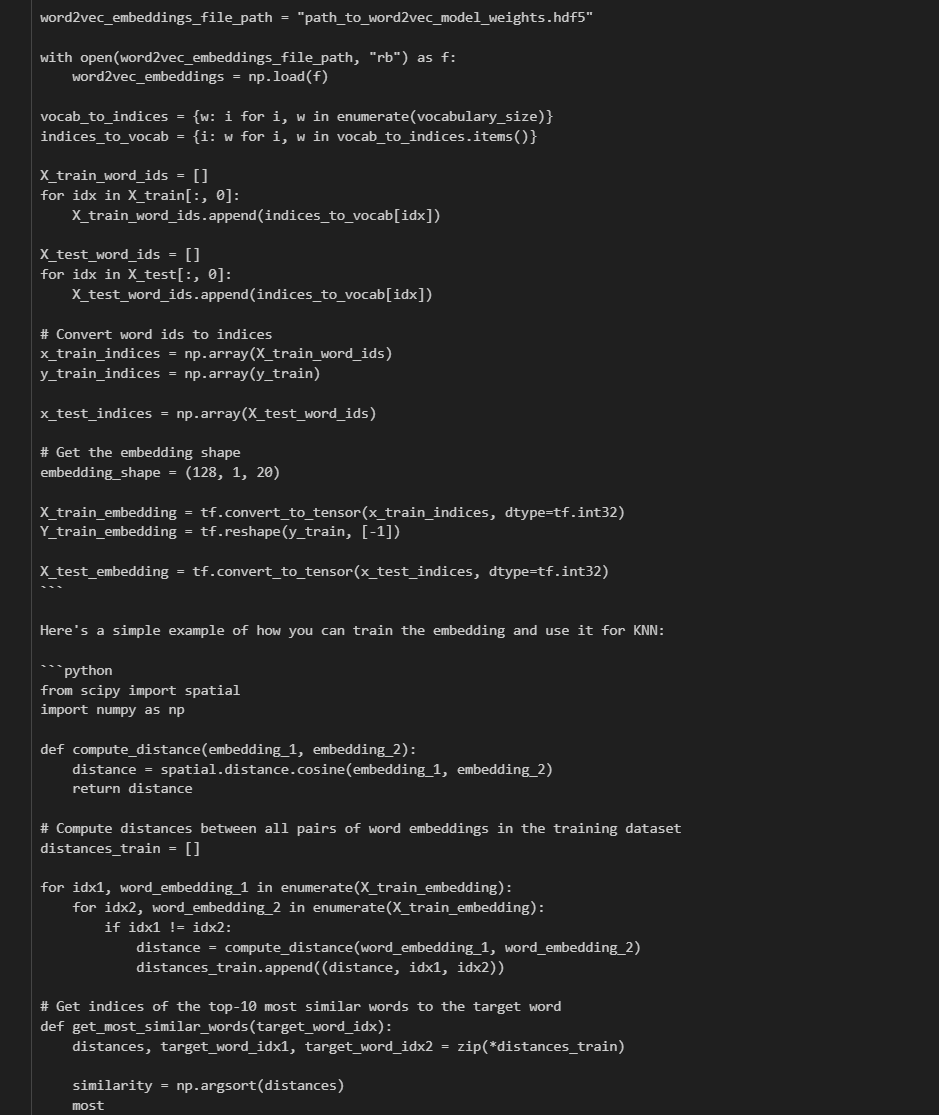 word2vec_embeddings_file_path = "path_to_word2vec_model_weights.hdf5"

with open(word2vec_embeddings_file_path, "rb") as f:
    word2vec_embeddings = np.load(f)

vocab_to_indices = {w: i for i, w in enumerate(vocabulary_size)}
indices_to_vocab = {i: w for i, w in vocab_to_indices.items()}

X_train_word_ids = []
for idx in X_train[:, 0]:
    X_train_word_ids.append(indices_to_vocab[idx])

X_test_word_ids = []
for idx in X_test[:, 0]:
    X_test_word_ids.append(indices_to_vocab[idx])

# Convert word ids to indices
x_train_indices = np.array(X_train_word_ids)
y_train_indices = np.array(y_train)

x_test_indices = np.array(X_test_word_ids)

# Get the embedding shape
embedding_shape = (128, 1, 20)

X_train_embedding = tf.convert_to_tensor(x_train_indices, dtype=tf.int32)
Y_train_embedding = tf.reshape(y_train, [-1])

X_test_embedding = tf.convert_to_tensor(x_test_indices, dtype=tf.int32)
```

Here's a simple example of how you can train the embedding and use it for KNN:

```python
from scipy import spatial
import numpy as np

def compute_distance(embedding_1, embedding_2):
    distance = spatial.distance.cosine(embedding_1, embedding_2)
    return distance

# Compute distances between all pairs of word embeddings in the training dataset
distances_train = []

for idx1, word_embedding_1 in enumerate(X_train_embedding):
    for idx2, word_embedding_2 in enumerate(X_train_embedding):
        if idx1 != idx2:
            distance = compute_distance(word_embedding_1, word_embedding_2)
            distances_train.append((distance, idx1, idx2))

# Get indices of the top-10 most similar words to the target word
def get_most_similar_words(target_word_idx):
    distances, target_word_idx1, target_word_idx2 = zip(*distances_train)

    similarity = np.argsort(distances)
    most